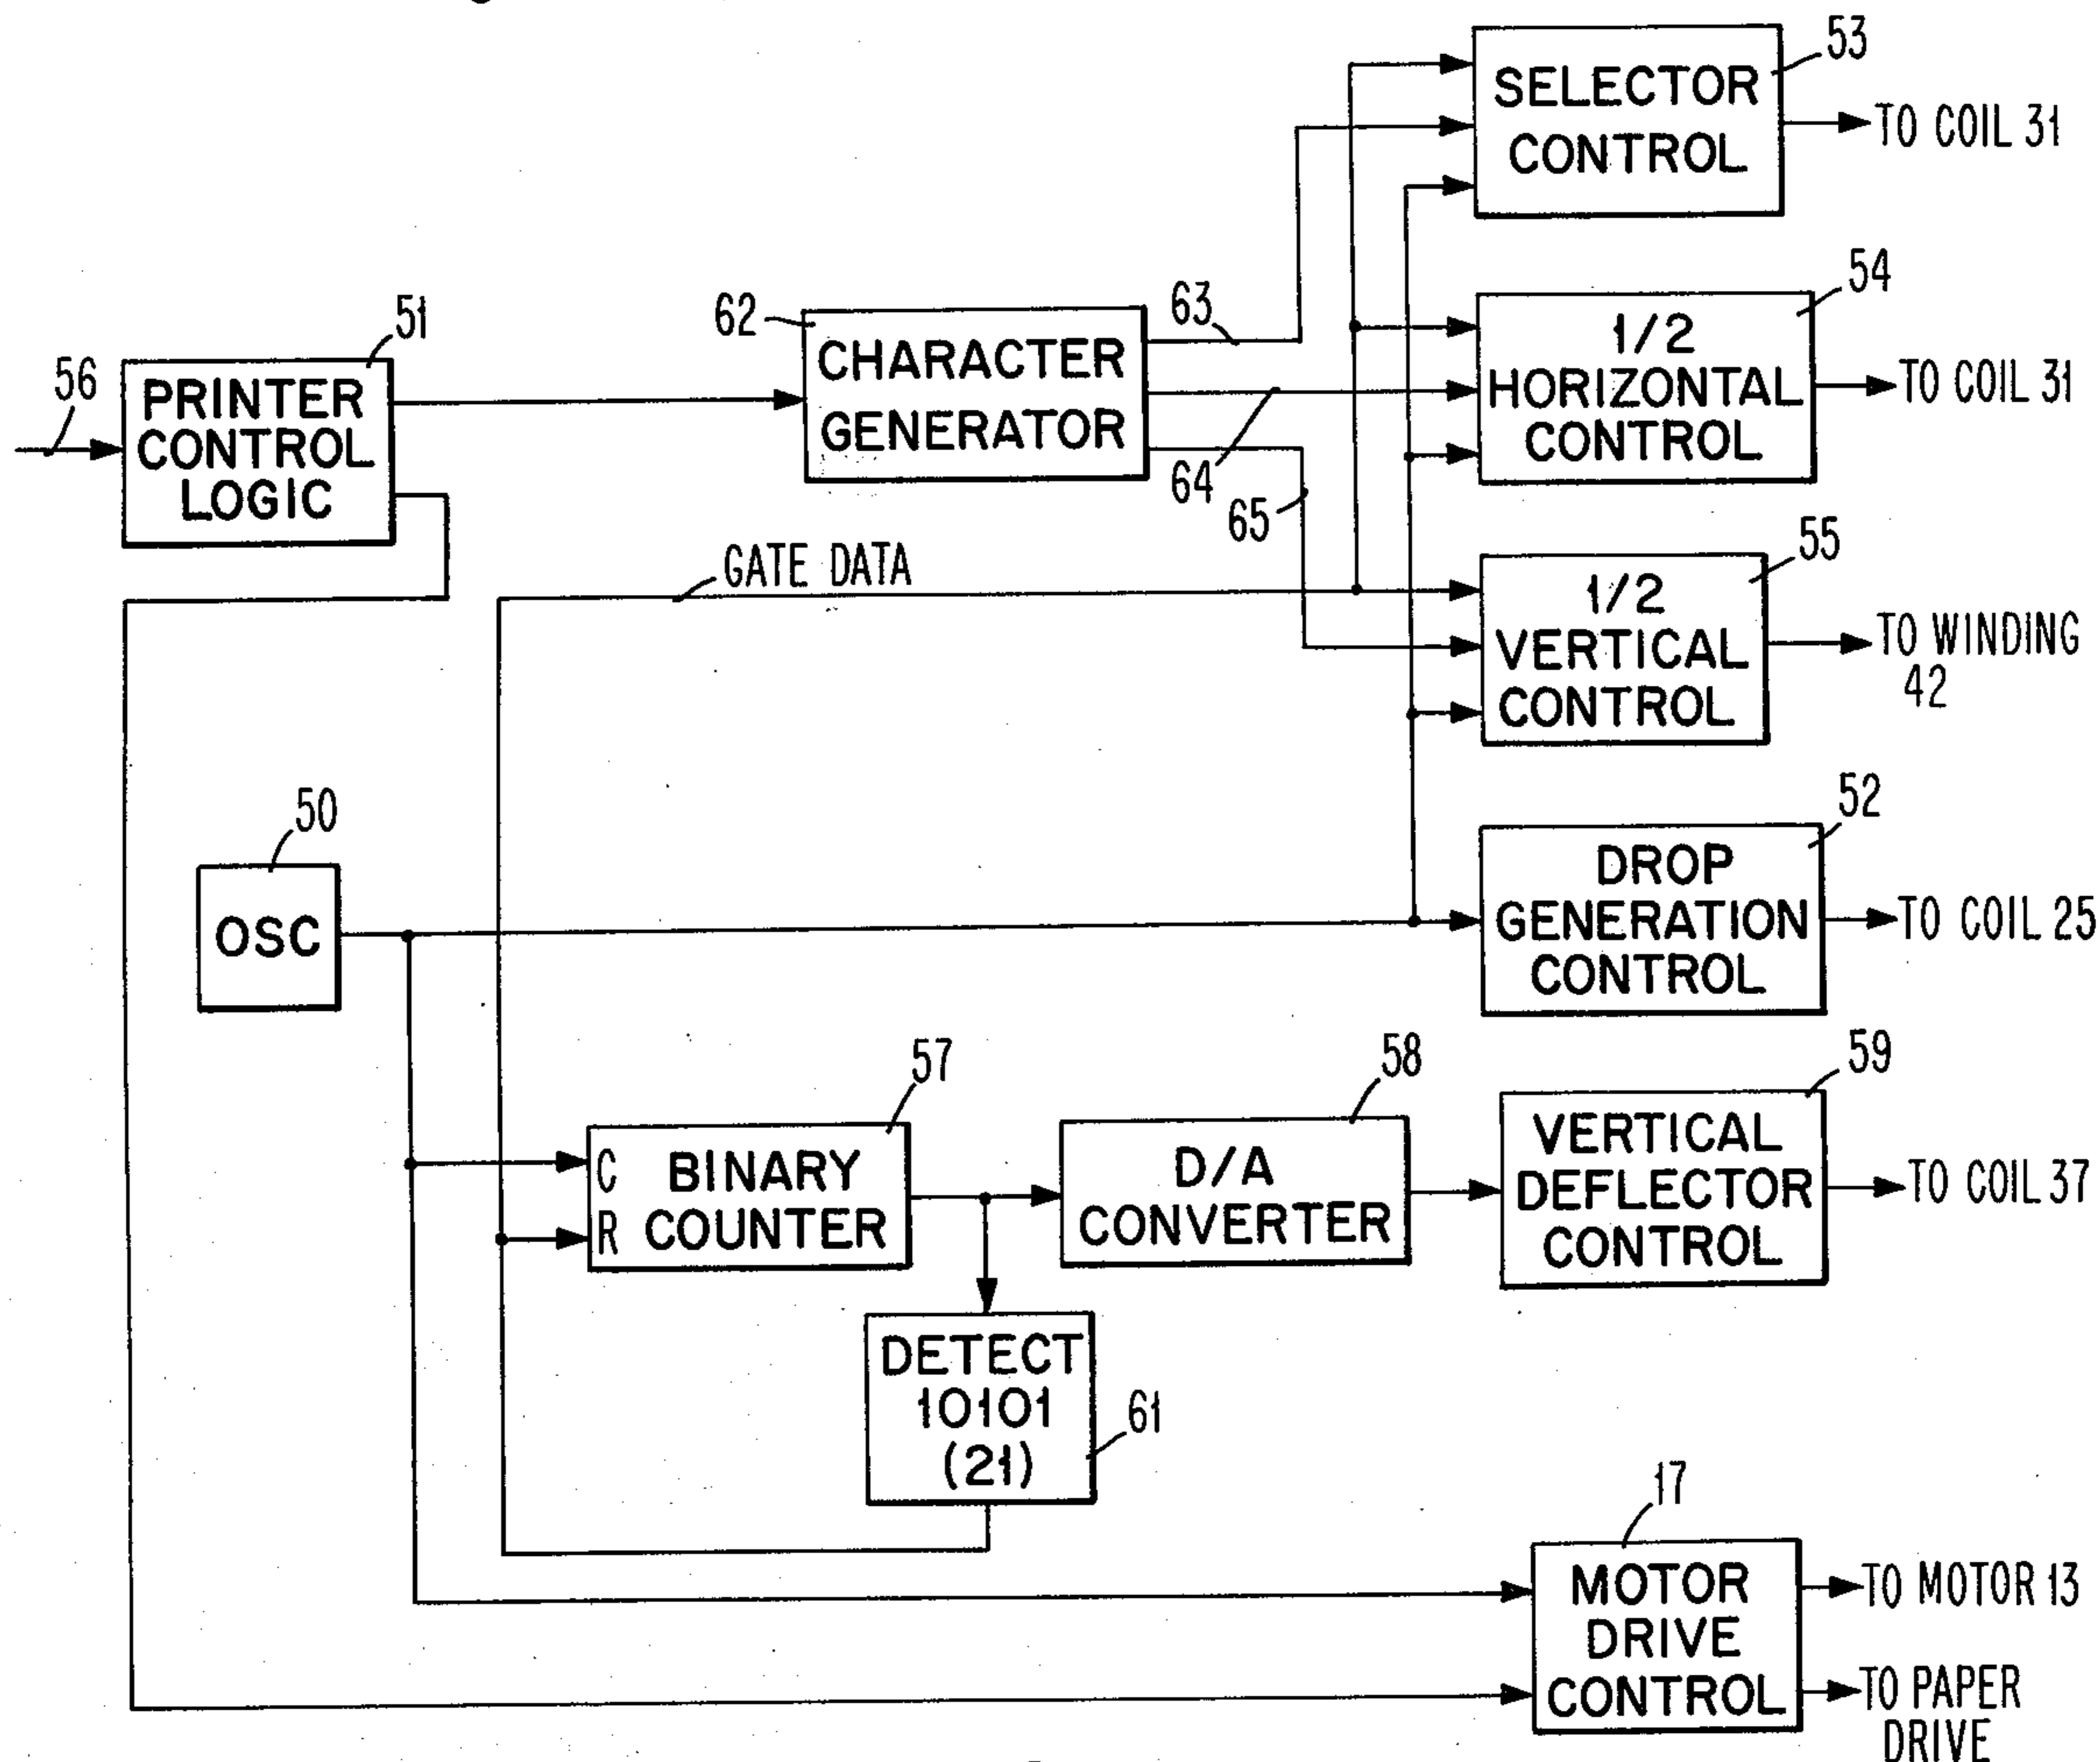 53
SELECTOR
CONTROL
TO COIL 31
54
1/2
HORIZONTAL
CONTROL
TO COIL 31
51
56
PRINTER
CONTROL
LOGIC
62
CHARACTER
GENERATOR
63
64
65
GATE DATA
55
1/2
VERTICAL
CONTROL
TO WINDING
42
50
OSC
52
DROP
GENERATION
CONTROL
TO COIL 25
57
C
R
BINARY
COUNTER
58
D/A
CONVERTER
59
VERTICAL
DEFLECTOR
CONTROL
TO COIL 37
DETECT
10101
(21)
61
17
MOTOR
DRIVE
CONTROL
TO MOTOR 13
TO PAPER
DRIVE